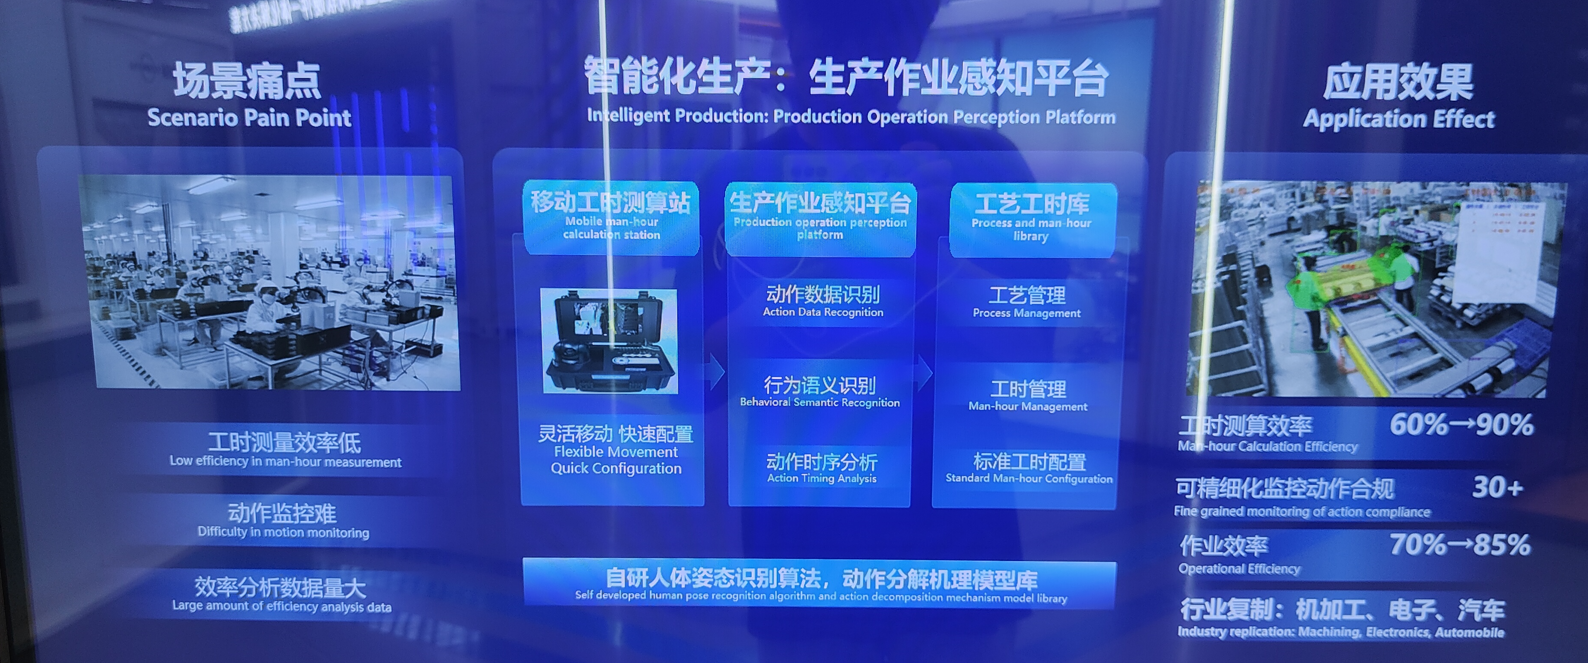 场景痛点
Scenario Pain Point
工时测量效率低
Low efficiency in man-hour measurement
动作监控难
Difficulty in motion monitoring
效率分析数据量大
Large amount of efficiency analysis data
智能化生产：生产作业感知平台
Intelligent Production: Production Operation Perception Platform
移动工时测算站
Mobile man-hour
calculation station
灵活移动 快速配置
Flexible Movement
Quick Configuration
生产作业感知平台
Production operation perception
platform
动作数据识别
Action Data Recognition
行为语义识别
Behavioral Semantic Recognition
动作时序分析
Action Timing Analysis
工艺工时库
Process and man-hour
library
工艺管理
Process Management
工时管理
Man-hour Management
标准工时配置
Standard Man-hour Configuration
自研人体姿态识别算法，动作分解机理模型库
Self developed human pose recognition algorithm and action decomposition mechanism model library
应用效果
Application Effect
工时测算效率 60%→90%
Man-hour Calculation Efficiency
可精细化监控动作合规 30+
Fine grained monitoring of action compliance
作业效率 70%→85%
Operational Efficiency
行业复制：机加工、电子、汽车
Industry replication: Machining, Electronics, Automobile